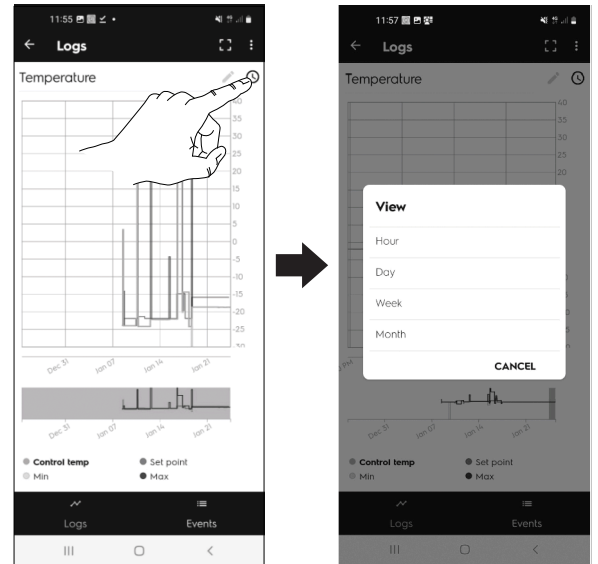 11:55
Logs
Temperature
40
35
30
25
20
15
10
5
0
-5
-10
-15
-20
-25
Dec 31 Jan 07 Jan 14 Jan 21
Dec 31 Jan 07 Jan 14 Jan 21
Control temp Set point
Min Max
Logs Events
11:57
Logs
Temperature
40
35
30
25
20
View
Hour
Day
Week
Month
CANCEL
Dec 31 Jan 07 Jan 14 Jan 21
Control temp Set point
Min Max
Logs Events